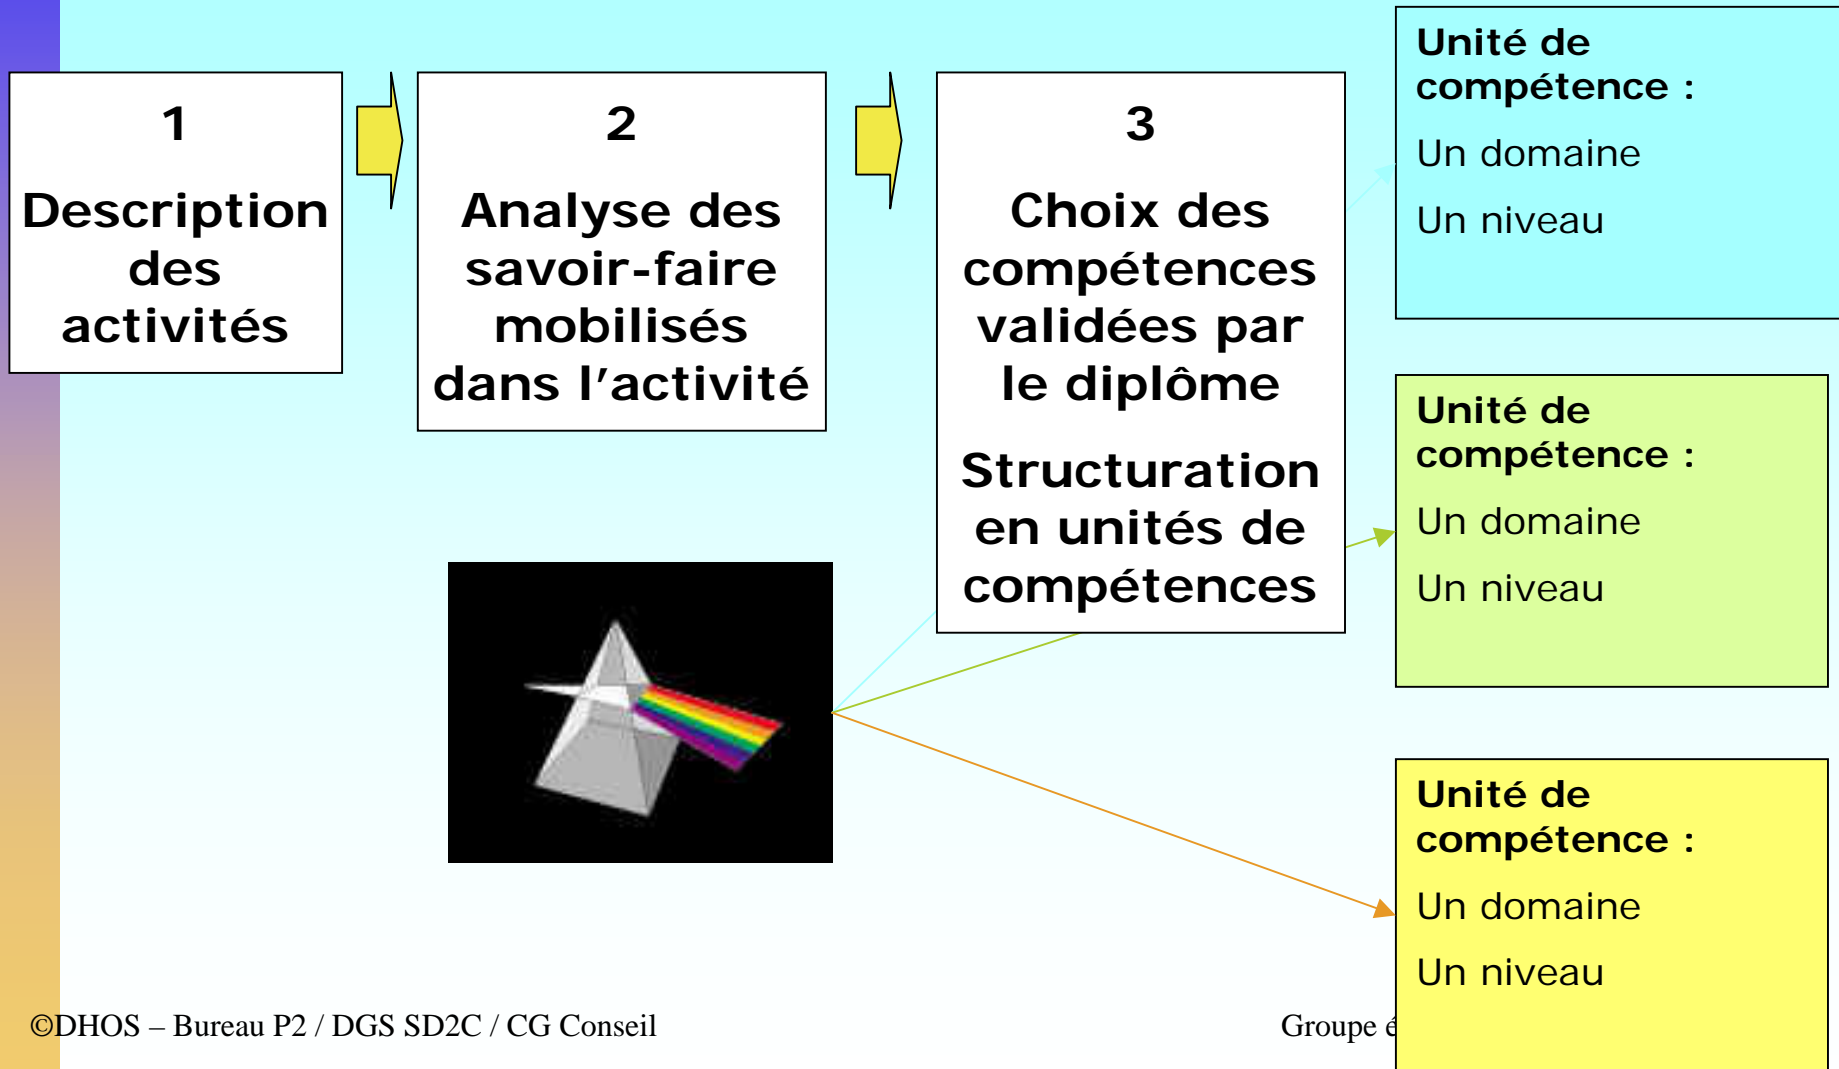 1
Description
des
activités
2
Analyse des
savoir-faire
mobilisés
dans l’activité
3
Choix des
compétences
validées par
le diplôme
Structuration
en unités de
compétences
Unité de
compétence :
Un domaine
Un niveau
Unité de
compétence :
Un domaine
Un niveau
Unité de
compétence :
Un domaine
Un niveau
©DHOS – Bureau P2 / DGS SD2C / CG Conseil
Groupe